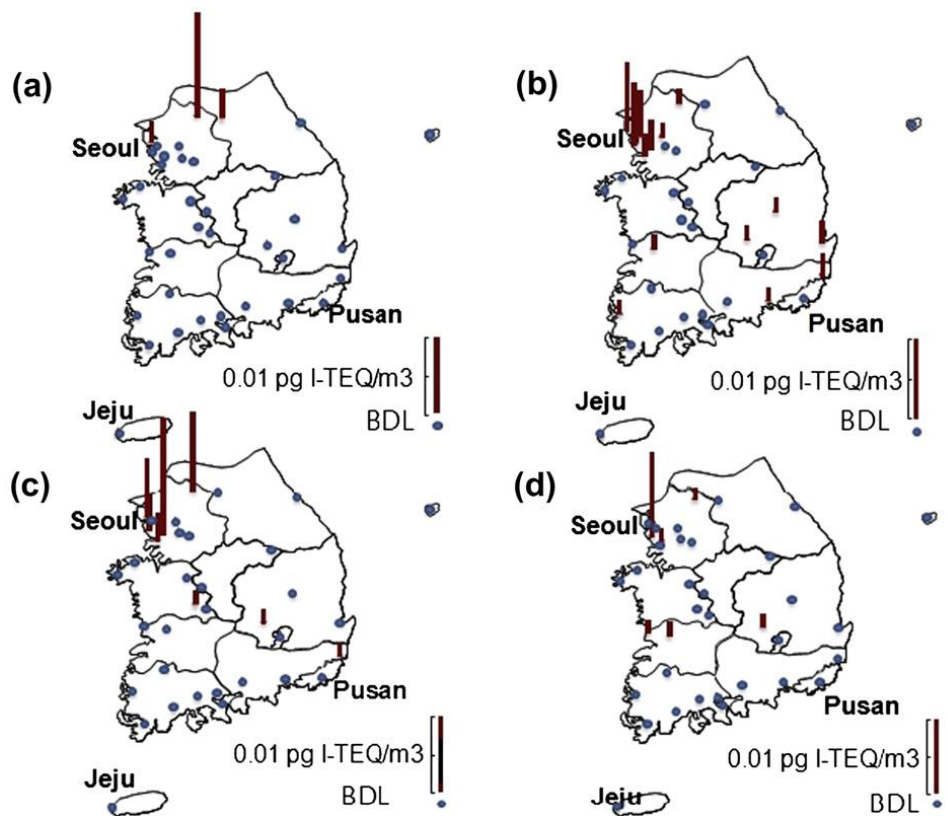 (a)
Seoul
Pusan
0.01 pg I-TEQ/m3
BDL
Jeju
(b)
Seoul
Pusan
0.01 pg I-TEQ/m3
BDL
Jeju
(c)
Seoul
Pusan
0.01 pg I-TEQ/m3
BDL
Jeju
(d)
Seoul
Pusan
0.01 pg I-TEQ/m3
BDL
Jeju